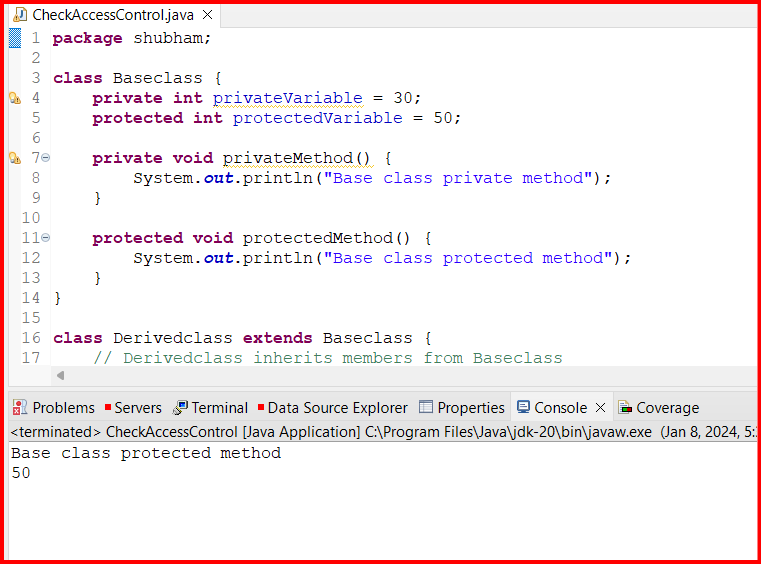 CheckAccessControl.java
1 package shubham;
2
3 class Baseclass {
4 private int privateVariable = 30;
5 protected int protectedVariable = 50;
6
7 private void privateMethod() {
8 System.out.println("Base class private method");
9 }
10
11 protected void protectedMethod() {
12 System.out.println("Base class protected method");
13 }
14 }
15
16 class Derivedclass extends Baseclass {
17 // Derivedclass inherits members from Baseclass
Problems Servers Terminal Data Source Explorer Properties Console Coverage
<terminated> CheckAccessControl [Java Application] C:\Program Files\Java\jdk-20\bin\javaw.exe (Jan 8, 2024, 5:
Base class protected method
50